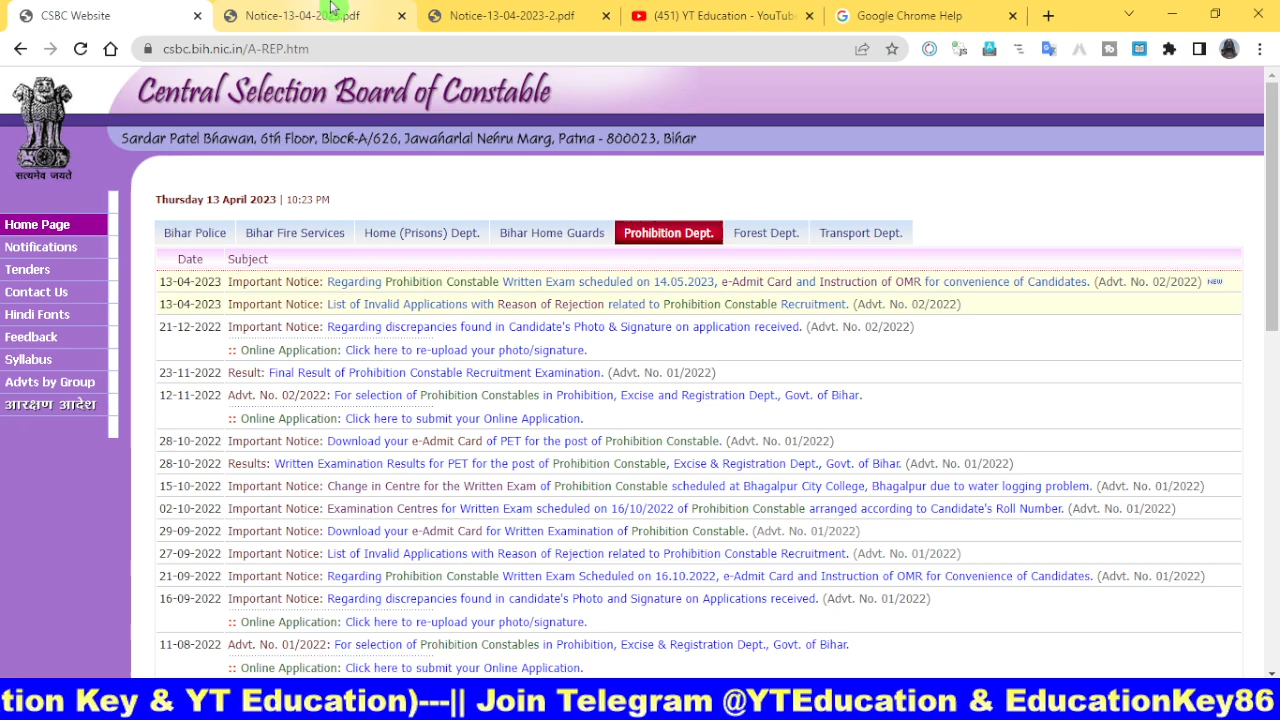 CSBC Website
Notice-13-04-2023.pdf
Notice-13-04-2023-2.pdf
(451) YT Education - YouTube
Google Chrome Help
csbc.bih.nic.in/A-REP.htm
Central Selection Board of Constable
Sardar Patel Bhawan, 6th Floor, Block-A/626, Jawaharlal Nehru Marg, Patna - 800023, Bihar
सत्यमेव जयते
Thursday 13 April 2023 | 10:23 PM
Home Page
Notifications
Tenders
Contact Us
Hindi Fonts
Feedback
Syllabus
Advts by Group
आरक्षण आदेश
Bihar Police Bihar Fire Services Home (Prisons) Dept. Bihar Home Guards Prohibition Dept. Forest Dept. Transport Dept.
Date Subject
13-04-2023 Important Notice: Regarding Prohibition Constable Written Exam scheduled on 14.05.2023, e-Admit Card and Instruction of OMR for convenience of Candidates. (Advt. No. 02/2022) NEW
13-04-2023 Important Notice: List of Invalid Applications with Reason of Rejection related to Prohibition Constable Recruitment. (Advt. No. 02/2022)
21-12-2022 Important Notice: Regarding discrepancies found in Candidate's Photo & Signature on application received. (Advt. No. 02/2022)
:: Online Application: Click here to re-upload your photo/signature.
23-11-2022 Result: Final Result of Prohibition Constable Recruitment Examination. (Advt. No. 01/2022)
12-11-2022 Advt. No. 02/2022: For selection of Prohibition Constables in Prohibition, Excise and Registration Dept., Govt. of Bihar.
:: Online Application: Click here to submit your Online Application.
28-10-2022 Important Notice: Download your e-Admit Card of PET for the post of Prohibition Constable. (Advt. No. 01/2022)
28-10-2022 Results: Written Examination Results for PET for the post of Prohibition Constable, Excise & Registration Dept., Govt. of Bihar. (Advt. No. 01/2022)
15-10-2022 Important Notice: Change in Centre for the Written Exam of Prohibition Constable scheduled at Bhagalpur City College, Bhagalpur due to water logging problem. (Advt. No. 01/2022)
02-10-2022 Important Notice: Examination Centres for Written Exam scheduled on 16/10/2022 of Prohibition Constable arranged according to Candidate's Roll Number. (Advt. No. 01/2022)
29-09-2022 Important Notice: Download your e-Admit Card for Written Examination of Prohibition Constable. (Advt. No. 01/2022)
27-09-2022 Important Notice: List of Invalid Applications with Reason of Rejection related to Prohibition Constable Recruitment. (Advt. No. 01/2022)
21-09-2022 Important Notice: Regarding Prohibition Constable Written Exam Scheduled on 16.10.2022, e-Admit Card and Instruction of OMR for Convenience of Candidates. (Advt. No. 01/2022)
16-09-2022 Important Notice: Regarding discrepancies found in candidate's Photo and Signature on Applications received. (Advt. No. 01/2022)
:: Online Application: Click here to re-upload your photo/signature.
11-08-2022 Advt. No. 01/2022: For selection of Prohibition Constables in Prohibition, Excise & Registration Dept., Govt. of Bihar.
:: Online Application: Click here to submit your Online Application.
tion Key & YT Education)---|| Join Telegram @YTEducation & EducationKey86